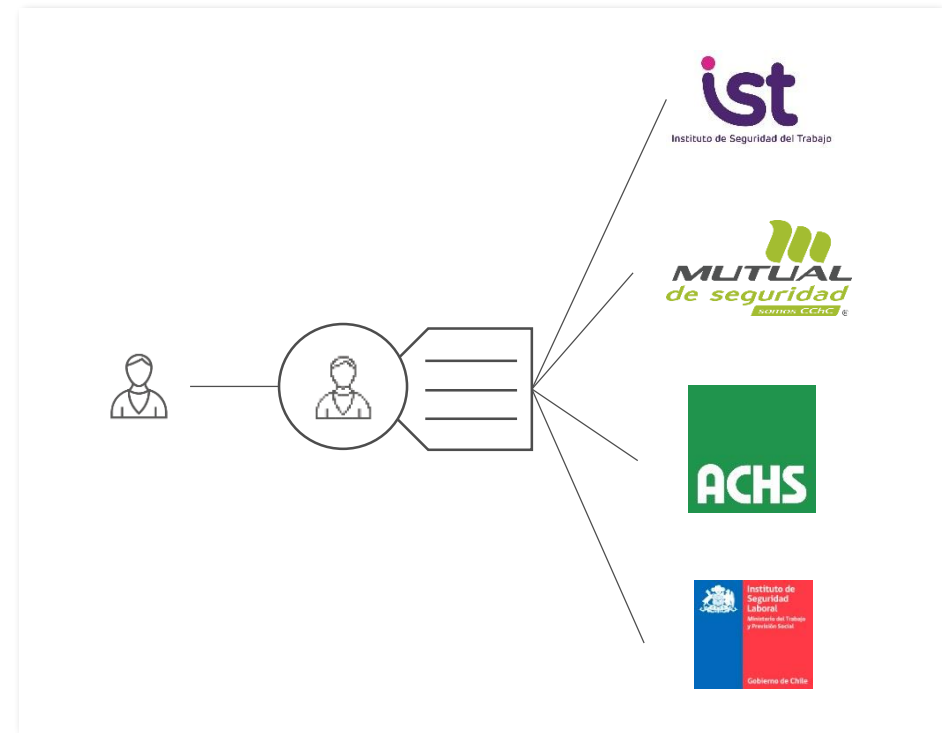 ist
Instituto de Seguridad del Trabajo
MUTUAL
de seguridad
somos CChC ®
ACHS
Instituto de
Seguridad
Laboral
Ministerio del Trabajo
y Previsión Social
Gobierno de Chile